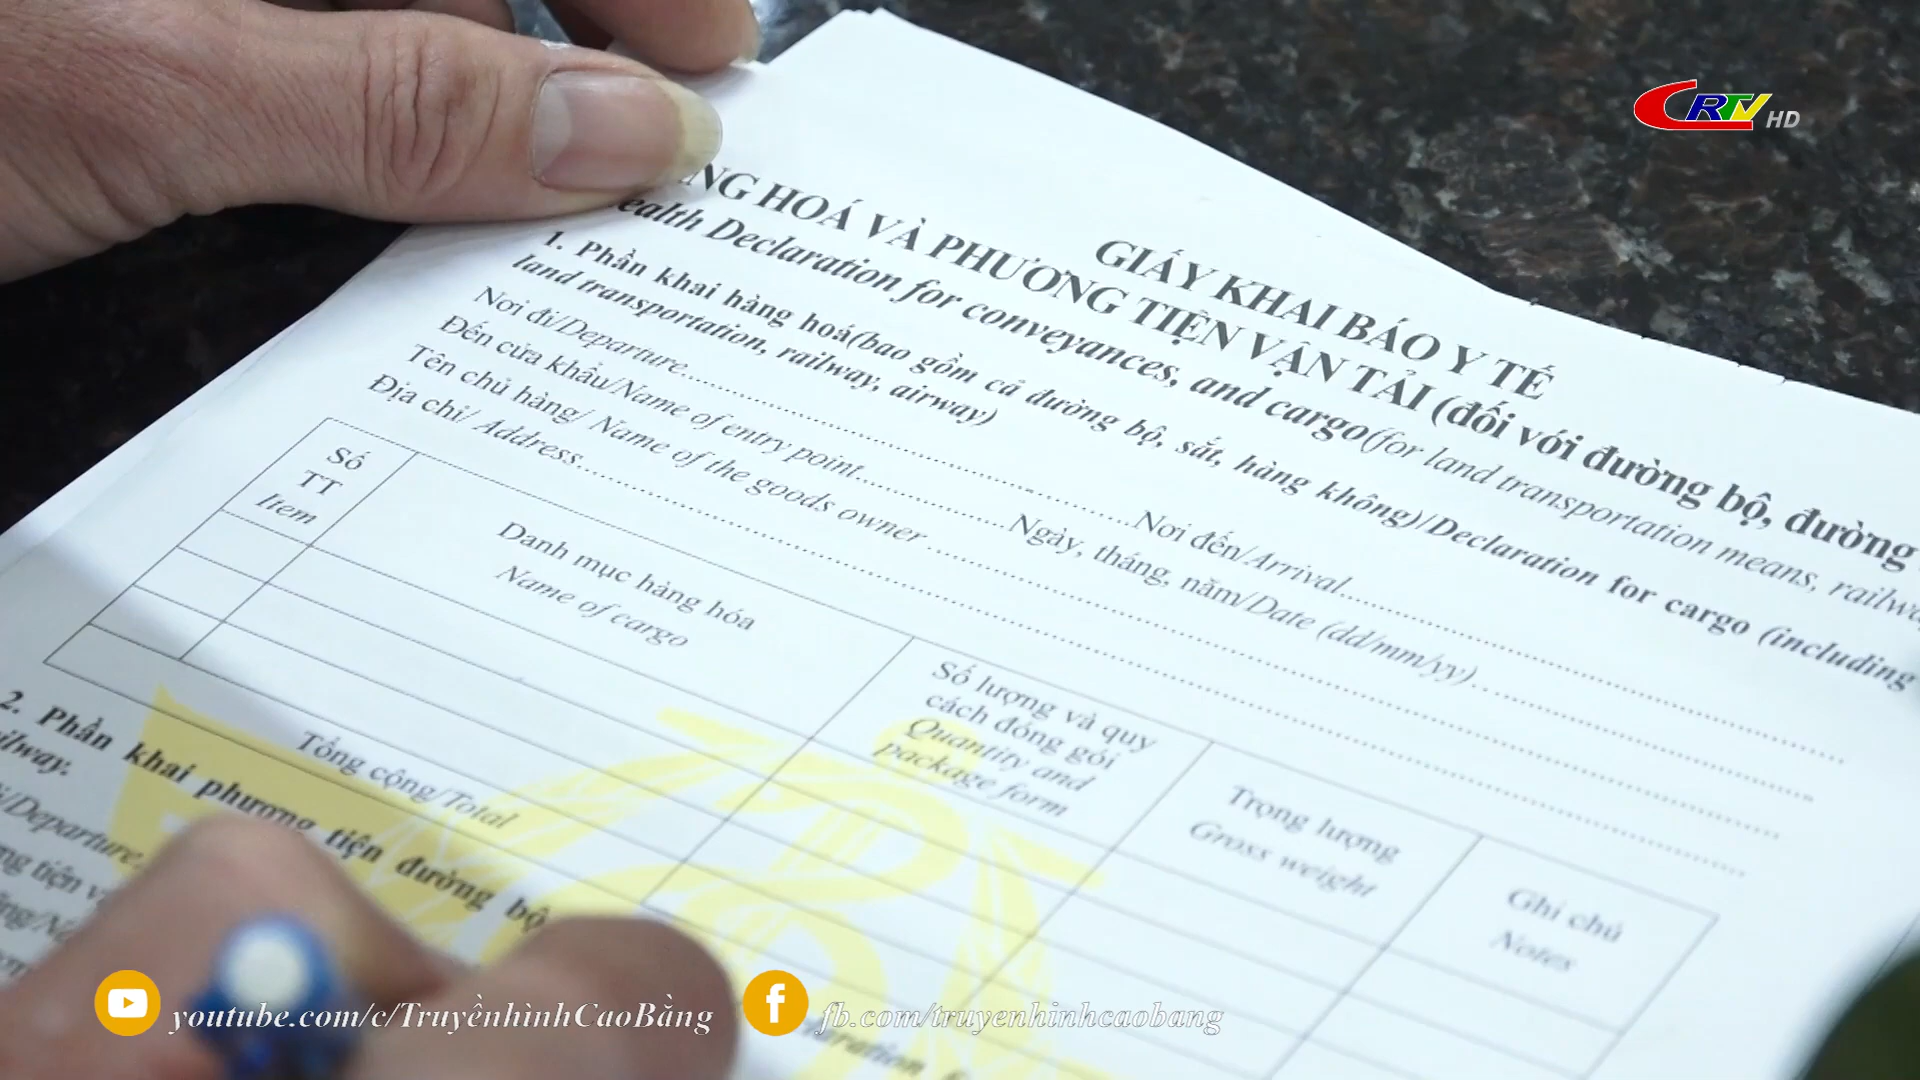 CRTV HD
GIẤY KHAI BÁO Y TẾ
NG HOÁ VÀ PHƯƠNG TIỆN VẬN TẢI (đối với đường bộ, đường
ealth Declaration for conveyances, and cargo(for land transportation means, railwa
1. Phần khai hàng hoá(bao gồm cả đường bộ, sắt, hàng không)/Declaration for cargo (including
land transportation, railway, airway)
Nơi đi/Departure.............................Nơi đến/Arrival.............................
Đến cửa khẩu/Name of entry point...............Ngày, tháng, năm/Date (dd/mm/yy)...............
Tên chủ hàng/ Name of the goods owner .............................
Địa chỉ/ Address.............................
Số TT Item
Danh mục hàng hóa Name of cargo
Số lượng và quy cách đóng gói Quantity and package form
Trọng lượng Gross weight
Ghi chú Notes
Tổng cộng/Total
2. Phần khai phương tiện đường bộ,
ilway.
i/Departure.
youtube.com/c/TruyềnhìnhCaoBằng
fb.com/truyenhinhcaobang